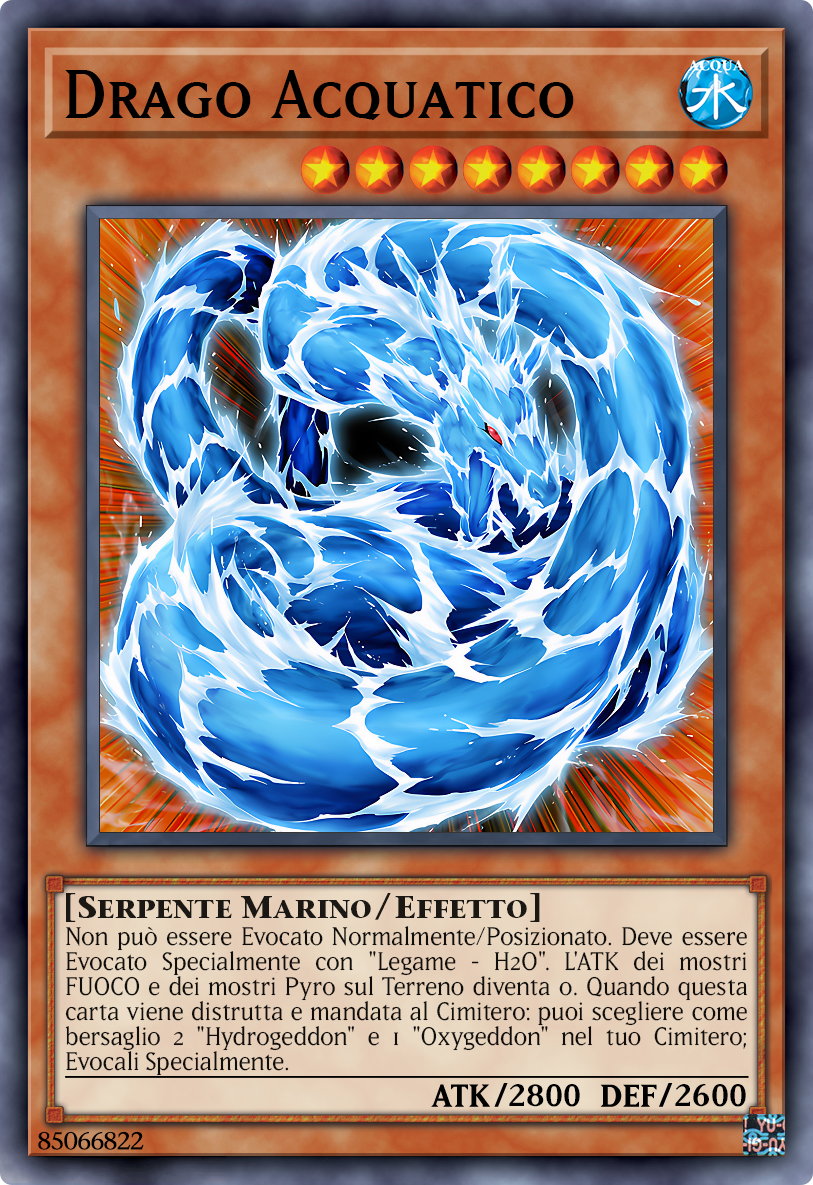 Drago Acquatico
ACQUA
水
[Serpente Marino/Effetto]
Non può essere Evocato Normalmente/Posizionato. Deve essere
Evocato Specialmente con "Legame - H2O". L'ATK dei mostri
FUOCO e dei mostri Pyro sul Terreno diventa 0. Quando questa
carta viene distrutta e mandata al Cimitero: puoi scegliere come
bersaglio 2 "Hydrogeddon" e 1 "Oxygeddon" nel tuo Cimitero;
Evocali Specialmente.
ATK/2800 DEF/2600
85066822